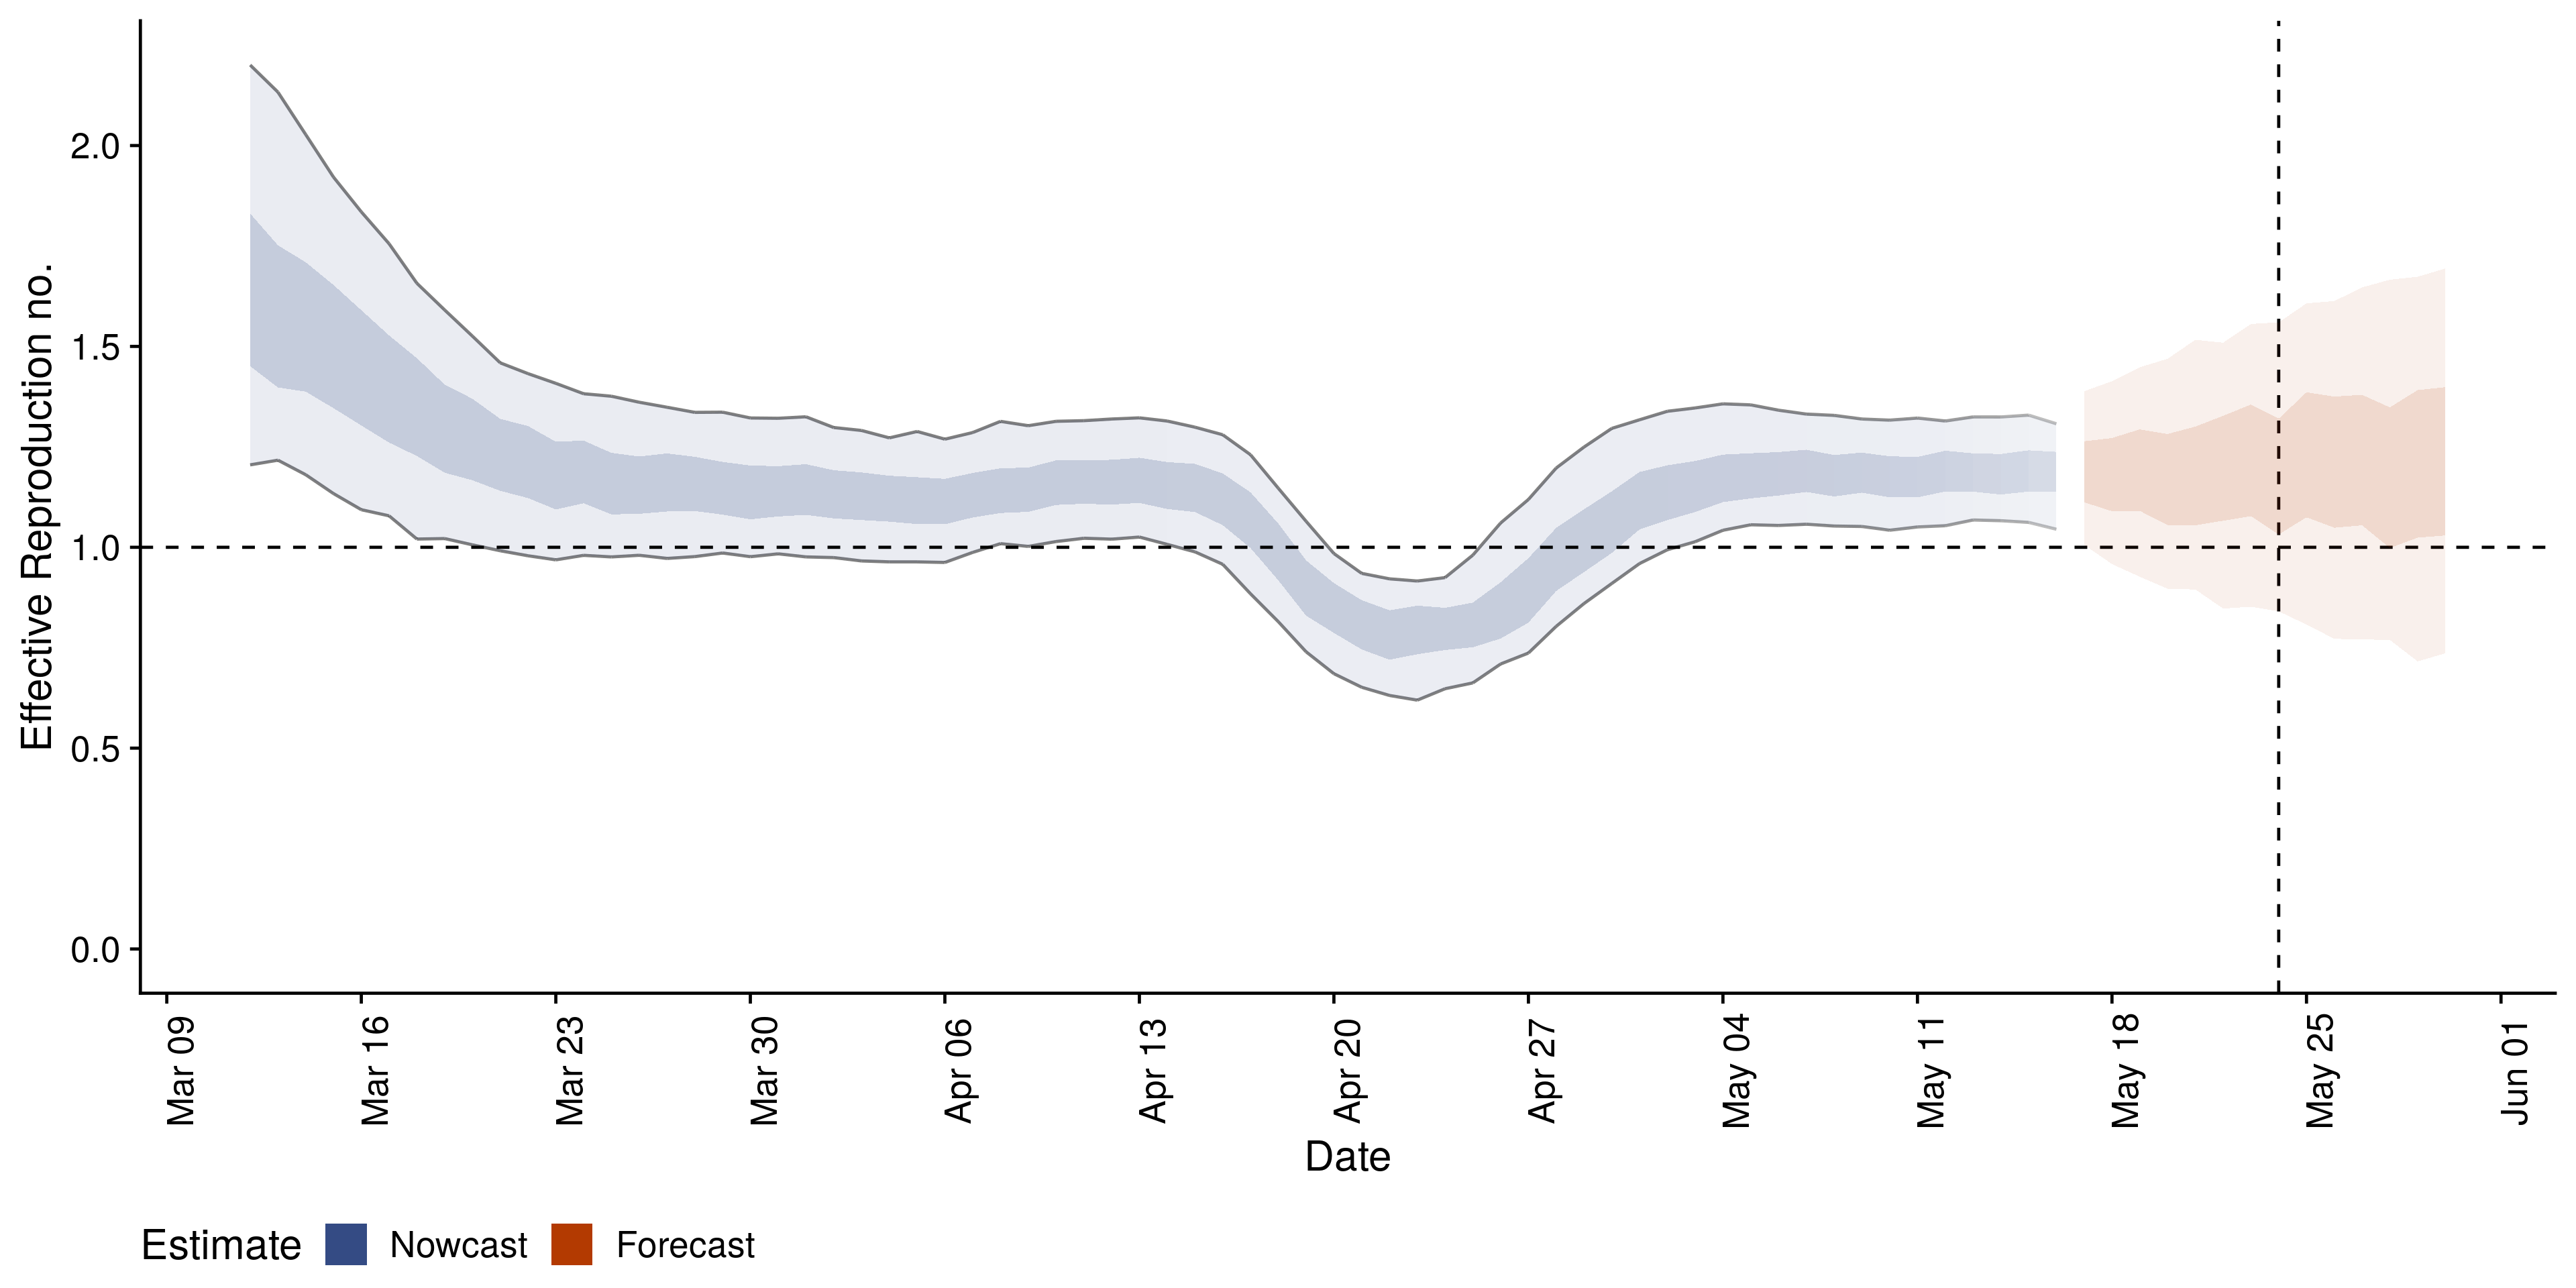 Effective Reproduction no.
2.0
1.5
1.0
0.5
0.0
Mar 09
Mar 16
Mar 23
Mar 30
Apr 06
Apr 13
Apr 20
Apr 27
May 04
May 11
May 18
May 25
Jun 01
Date
Estimate Nowcast Forecast